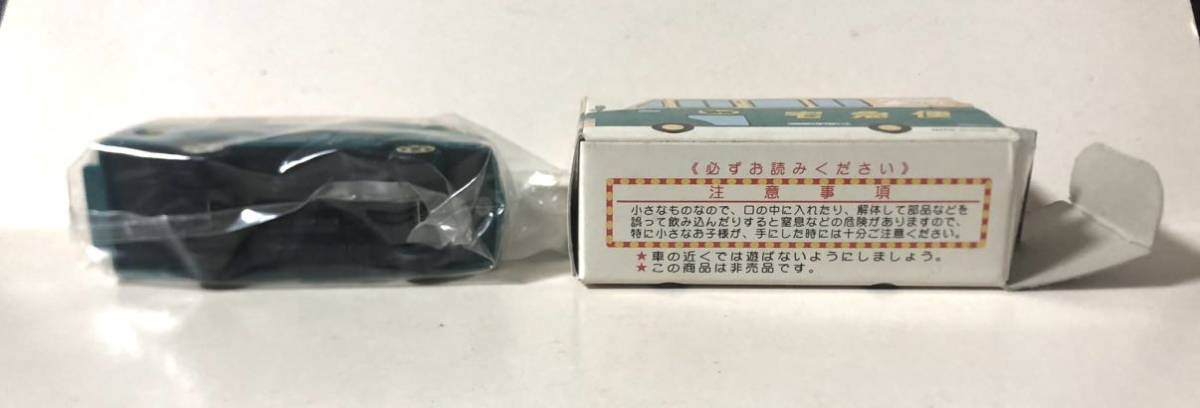 宅急便
《必ずお読みください》
注意事項
小さなものなので、口の中に入れたり、解体して部品などを
誤って飲み込んだりすると窒息などの危険がありますので、
特に小さなお子様が、手にした時には十分ご注意ください。
★車の近くでは遊ばないようにしましょう。
★この商品は非売品です。